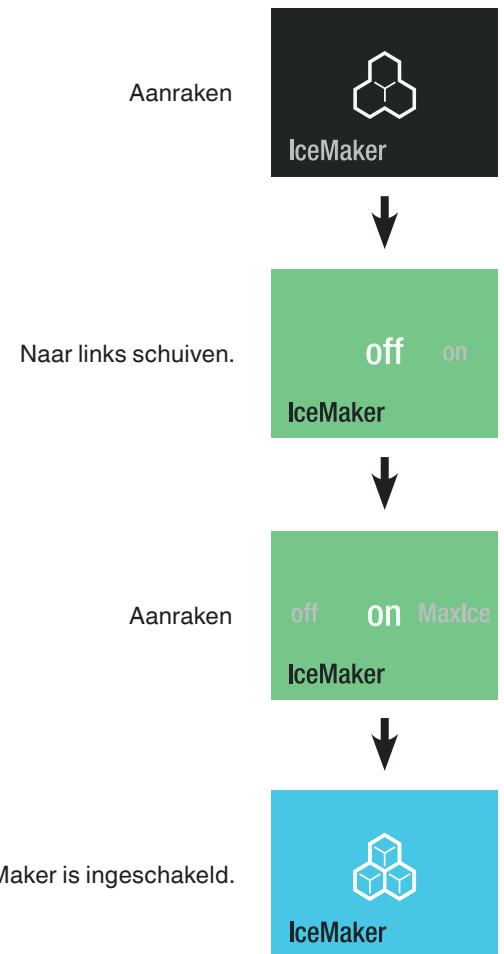 Aanraken
IceMaker
Naar links schuiven.
off on
IceMaker
Aanraken
off on MaxIce
IceMaker
Maker is ingeschakeld.
IceMaker